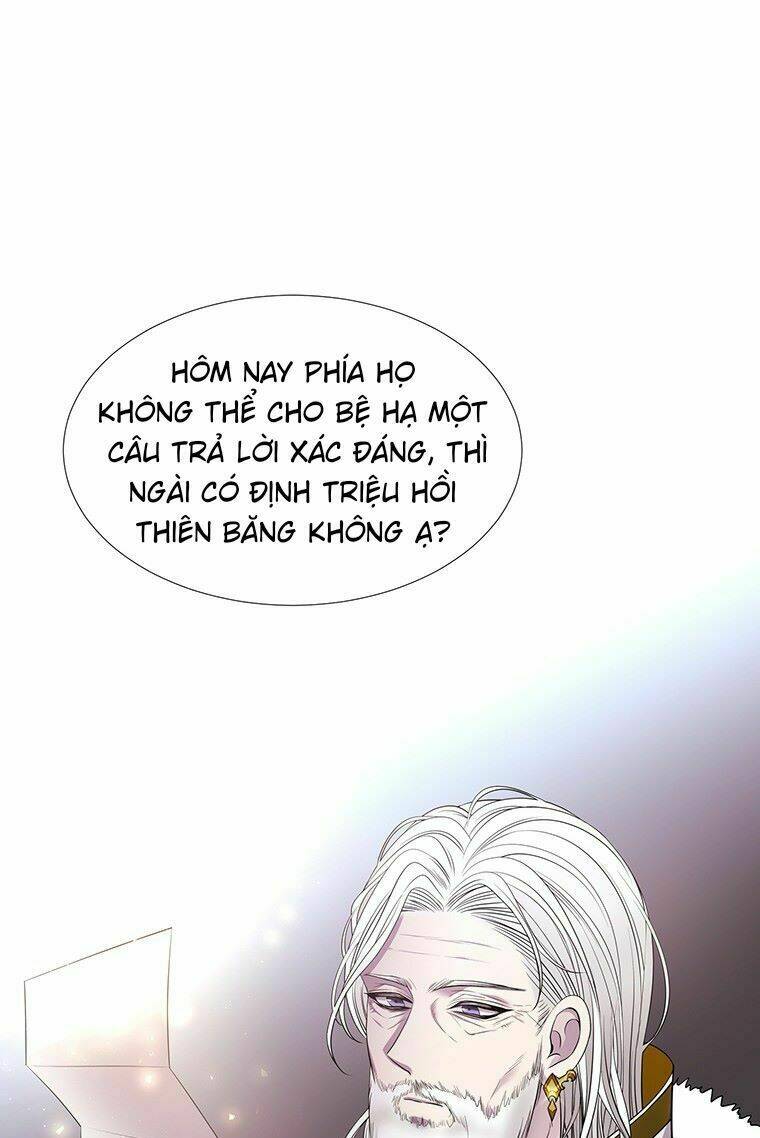 HÔM NAY PHÍA HỌ
KHÔNG THỂ CHO BỆ HẠ MỘT
CÂU TRẢ LỜI XÁC ĐÁNG, THÌ
NGÀI CÓ ĐỊNH TRIỆU HỒI
THIÊN BĂNG KHÔNG Ạ?